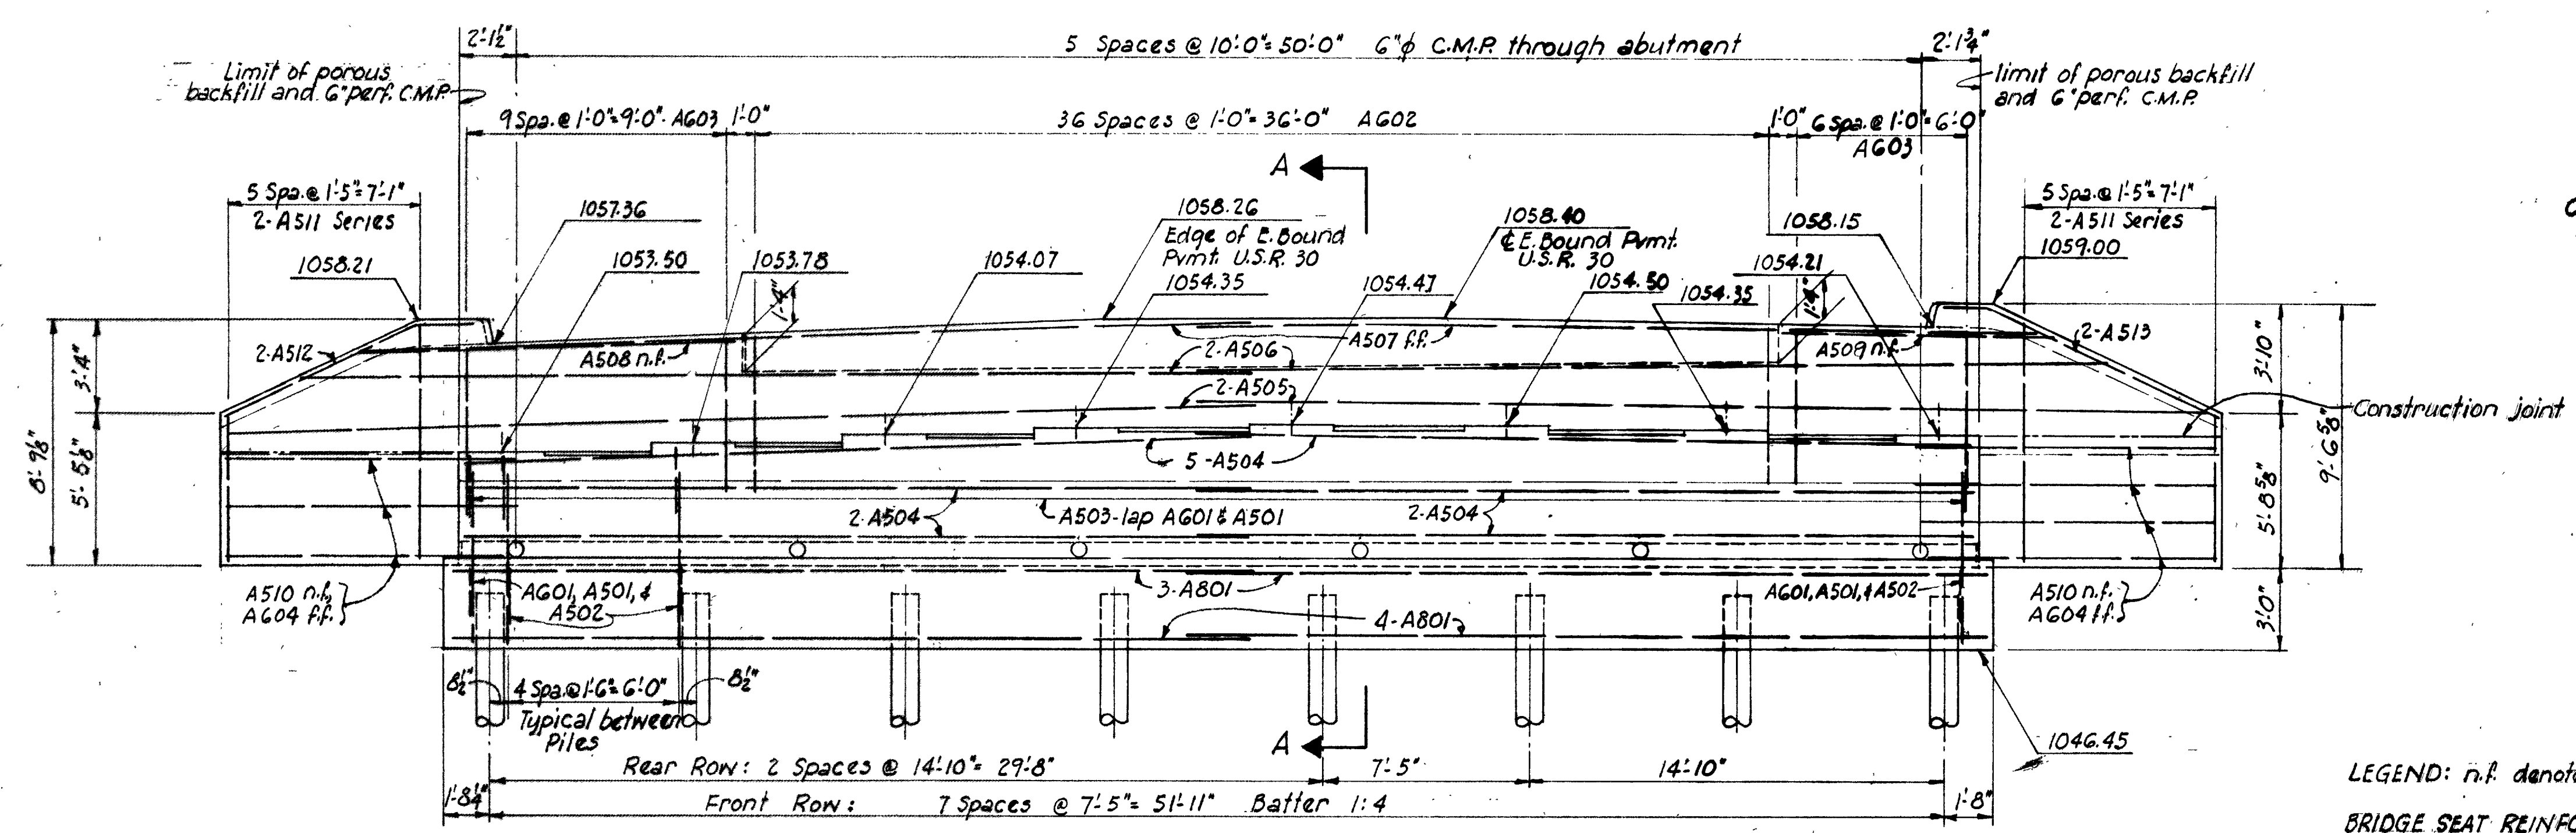 2'-1½"
5 Spaces @ 10'-0"= 50'-0" 6"ϕ C.M.P. through abutment
2'-1¾"
Limit of porous
backfill and 6"perf. C.M.P.
limit of porous backfill
and 6"perf. C.M.P.
9 Spa. @ 1'-0"=9'-0" A603
1'-0"
36 Spaces @ 1'-0"= 36'-0" A602
1'-0"
6 Spa. @ 1'-0"= 6'-0"
A603
A
5 Spa. @ 1'-5"= 7'-1"
2-A511 Series
1057.36
1058.26
Edge of E. Bound
Pvmt. U.S.R. 30
1058.40
℄ E. Bound Pvmt.
U.S.R. 30
1058.15
5 Spa. @ 1'-5"= 7'-1"
2-A511 Series
1059.00
1058.21
1053.50
1053.78
1054.07
1054.35
1054.47
1054.50
1054.35
1054.21
1'-4"
1'-4"
2-A512
A508 n.f.
A507 f.f.
2-A506
2-A505
A509 n.f.
2-A513
3'-4"
8'-9⅛"
5'-5⅛"
3'-10"
9'-6⅝"
5'-8⅝"
3'-0"
Construction joint
5-A504
2-A504
A503-lap A601 & A501
2-A504
A510 n.f.
A604 f.f.
A601, A501, &
A502
3-A801
4-A801
A601, A501, & A502
A510 n.f.
A604 f.f.
8½"
4 Spa. @ 1'-6"= 6'-0"
8½"
Typical between
Piles
A
1046.45
Rear Row: 2 Spaces @ 14'-10"= 29'-8"
7'-5"
14'-10"
1'-8¼"
Front Row: 7 Spaces @ 7'-5"= 51'-11" Batter 1:4
1'-8"
LEGEND: n.f. denot
BRIDGE SEAT REINFO